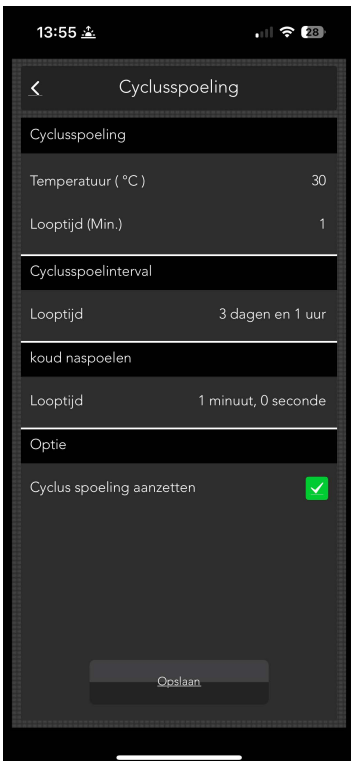 13:55
28
Cyclusspoeling
Cyclusspoeling
Temperatuur ( °C ) 30
Looptijd (Min.) 1
Cyclusspoelinterval
Looptijd 3 dagen en 1 uur
koud naspoelen
Looptijd 1 minuut, 0 seconde
Optie
Cyclus spoeling aanzetten
Opslaan